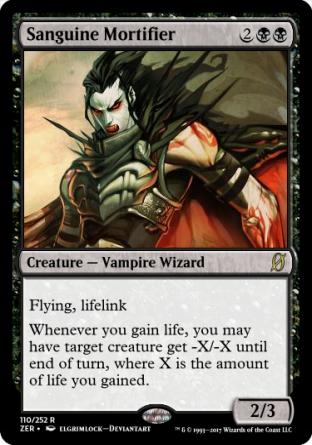 Sanguine Mortifier 2
Creature — Vampire Wizard
Flying, lifelink
Whenever you gain life, you may
have target creature get -X/-X until
end of turn, where X is the amount
of life you gained.
2/3
110/252 R
ZER • ELGRIMLOCK—DEVIANTART ™ & © 1993–2017 Wizards of the Coast LLC